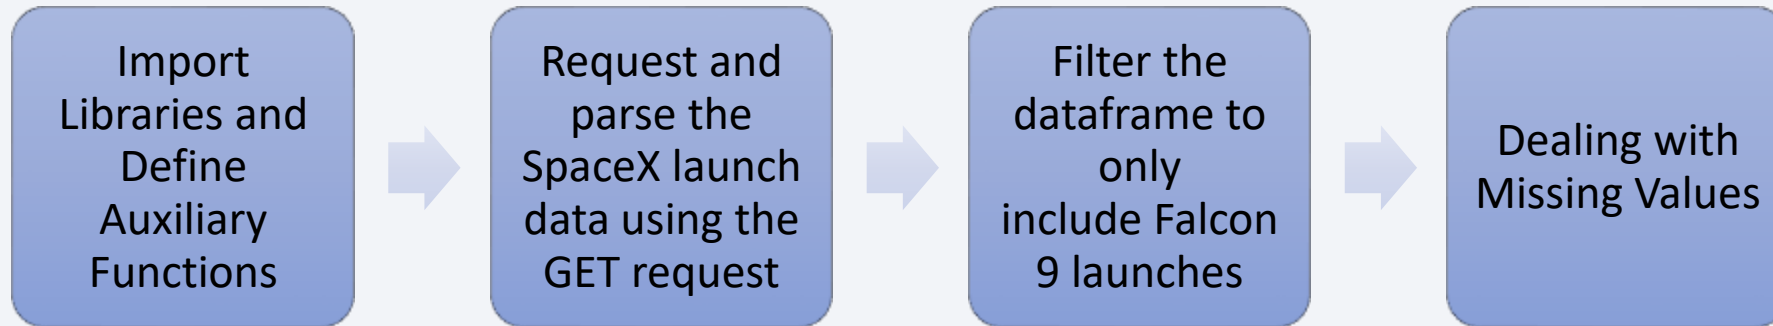 Import
Libraries and
Define
Auxiliary
Functions
Request and
parse the
SpaceX launch
data using the
GET request
Filter the
dataframe to
only
include Falcon
9 launches
Dealing with
Missing Values